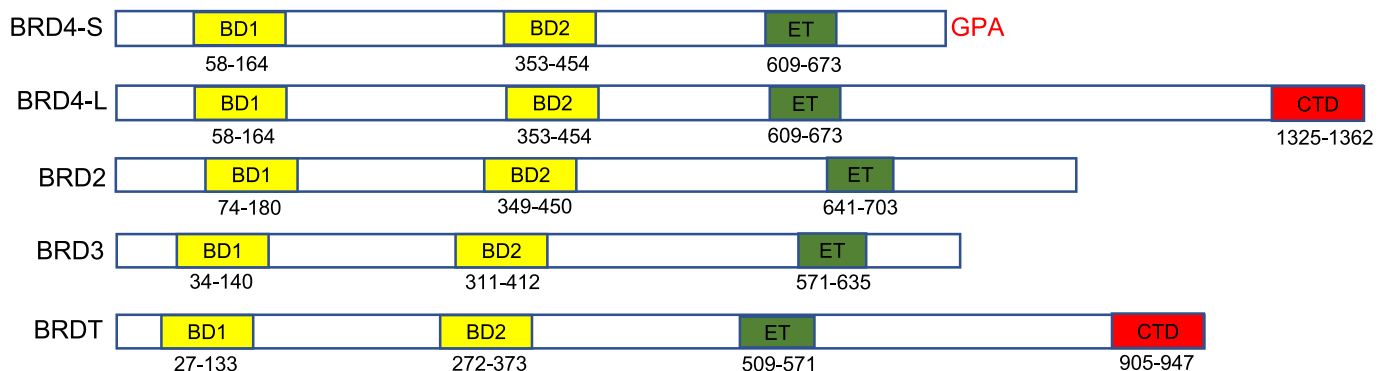 BRD4-S BD1 BD2 ET GPA
58-164 353-454 609-673
BRD4-L BD1 BD2 ET CTD
58-164 353-454 609-673 1325-1362
BRD2 BD1 BD2 ET
74-180 349-450 641-703
BRD3 BD1 BD2 ET
34-140 311-412 571-635
BRDT BD1 BD2 ET CTD
27-133 272-373 509-571 905-947